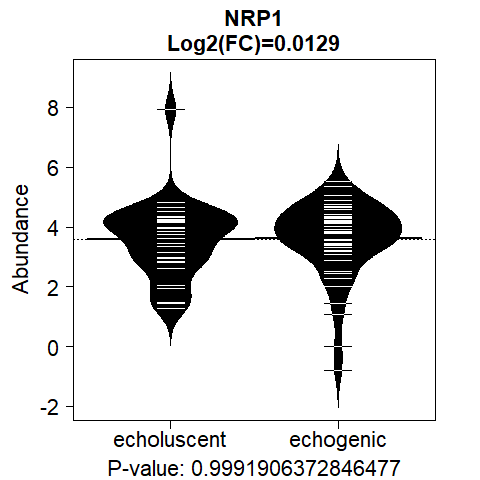 NRP1
Log2(FC)=0.0129
Abundance
8
6
4
2
0
-2
echoluscent echogenic
P-value: 0.9991906372846477